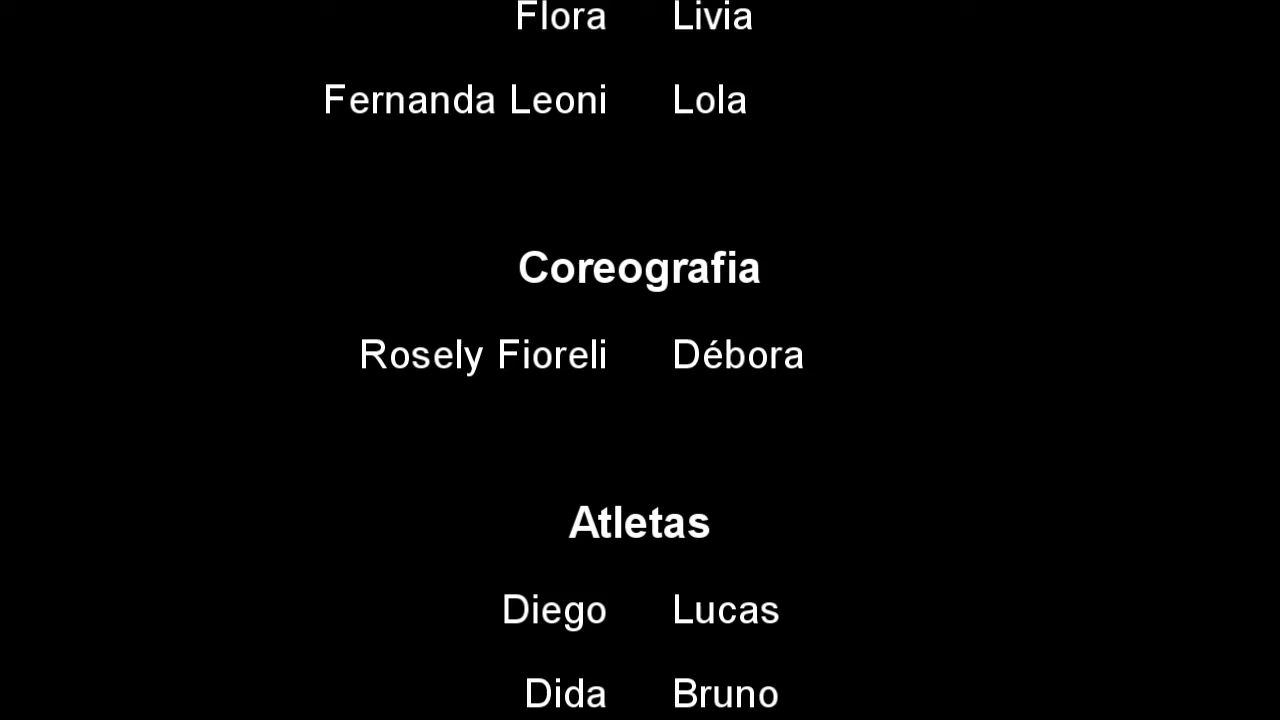 Flora Livia
Fernanda Leoni Lola
Coreografia
Rosely Fioreli Débora
Atletas
Diego Lucas
Dida Bruno